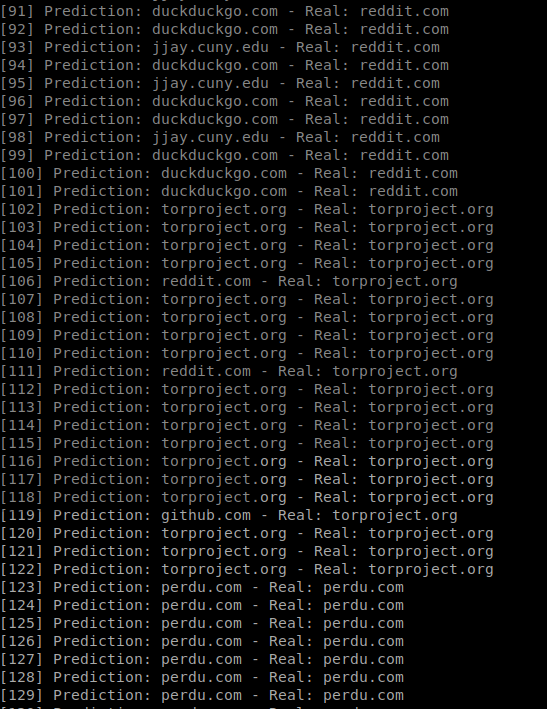 [91] Prediction: duckduckgo.com - Real: reddit.com
[92] Prediction: duckduckgo.com - Real: reddit.com
[93] Prediction: jjay.cuny.edu - Real: reddit.com
[94] Prediction: duckduckgo.com - Real: reddit.com
[95] Prediction: jjay.cuny.edu - Real: reddit.com
[96] Prediction: duckduckgo.com - Real: reddit.com
[97] Prediction: duckduckgo.com - Real: reddit.com
[98] Prediction: jjay.cuny.edu - Real: reddit.com
[99] Prediction: duckduckgo.com - Real: reddit.com
[100] Prediction: duckduckgo.com - Real: reddit.com
[101] Prediction: duckduckgo.com - Real: reddit.com
[102] Prediction: torproject.org - Real: torproject.org
[103] Prediction: torproject.org - Real: torproject.org
[104] Prediction: torproject.org - Real: torproject.org
[105] Prediction: torproject.org - Real: torproject.org
[106] Prediction: reddit.com - Real: torproject.org
[107] Prediction: torproject.org - Real: torproject.org
[108] Prediction: torproject.org - Real: torproject.org
[109] Prediction: torproject.org - Real: torproject.org
[110] Prediction: torproject.org - Real: torproject.org
[111] Prediction: reddit.com - Real: torproject.org
[112] Prediction: torproject.org - Real: torproject.org
[113] Prediction: torproject.org - Real: torproject.org
[114] Prediction: torproject.org - Real: torproject.org
[115] Prediction: torproject.org - Real: torproject.org
[116] Prediction: torproject.org - Real: torproject.org
[117] Prediction: torproject.org - Real: torproject.org
[118] Prediction: torproject.org - Real: torproject.org
[119] Prediction: github.com - Real: torproject.org
[120] Prediction: torproject.org - Real: torproject.org
[121] Prediction: torproject.org - Real: torproject.org
[122] Prediction: torproject.org - Real: torproject.org
[123] Prediction: perdu.com - Real: perdu.com
[124] Prediction: perdu.com - Real: perdu.com
[125] Prediction: perdu.com - Real: perdu.com
[126] Prediction: perdu.com - Real: perdu.com
[127] Prediction: perdu.com - Real: perdu.com
[128] Prediction: perdu.com - Real: perdu.com
[129] Prediction: perdu.com - Real: perdu.com